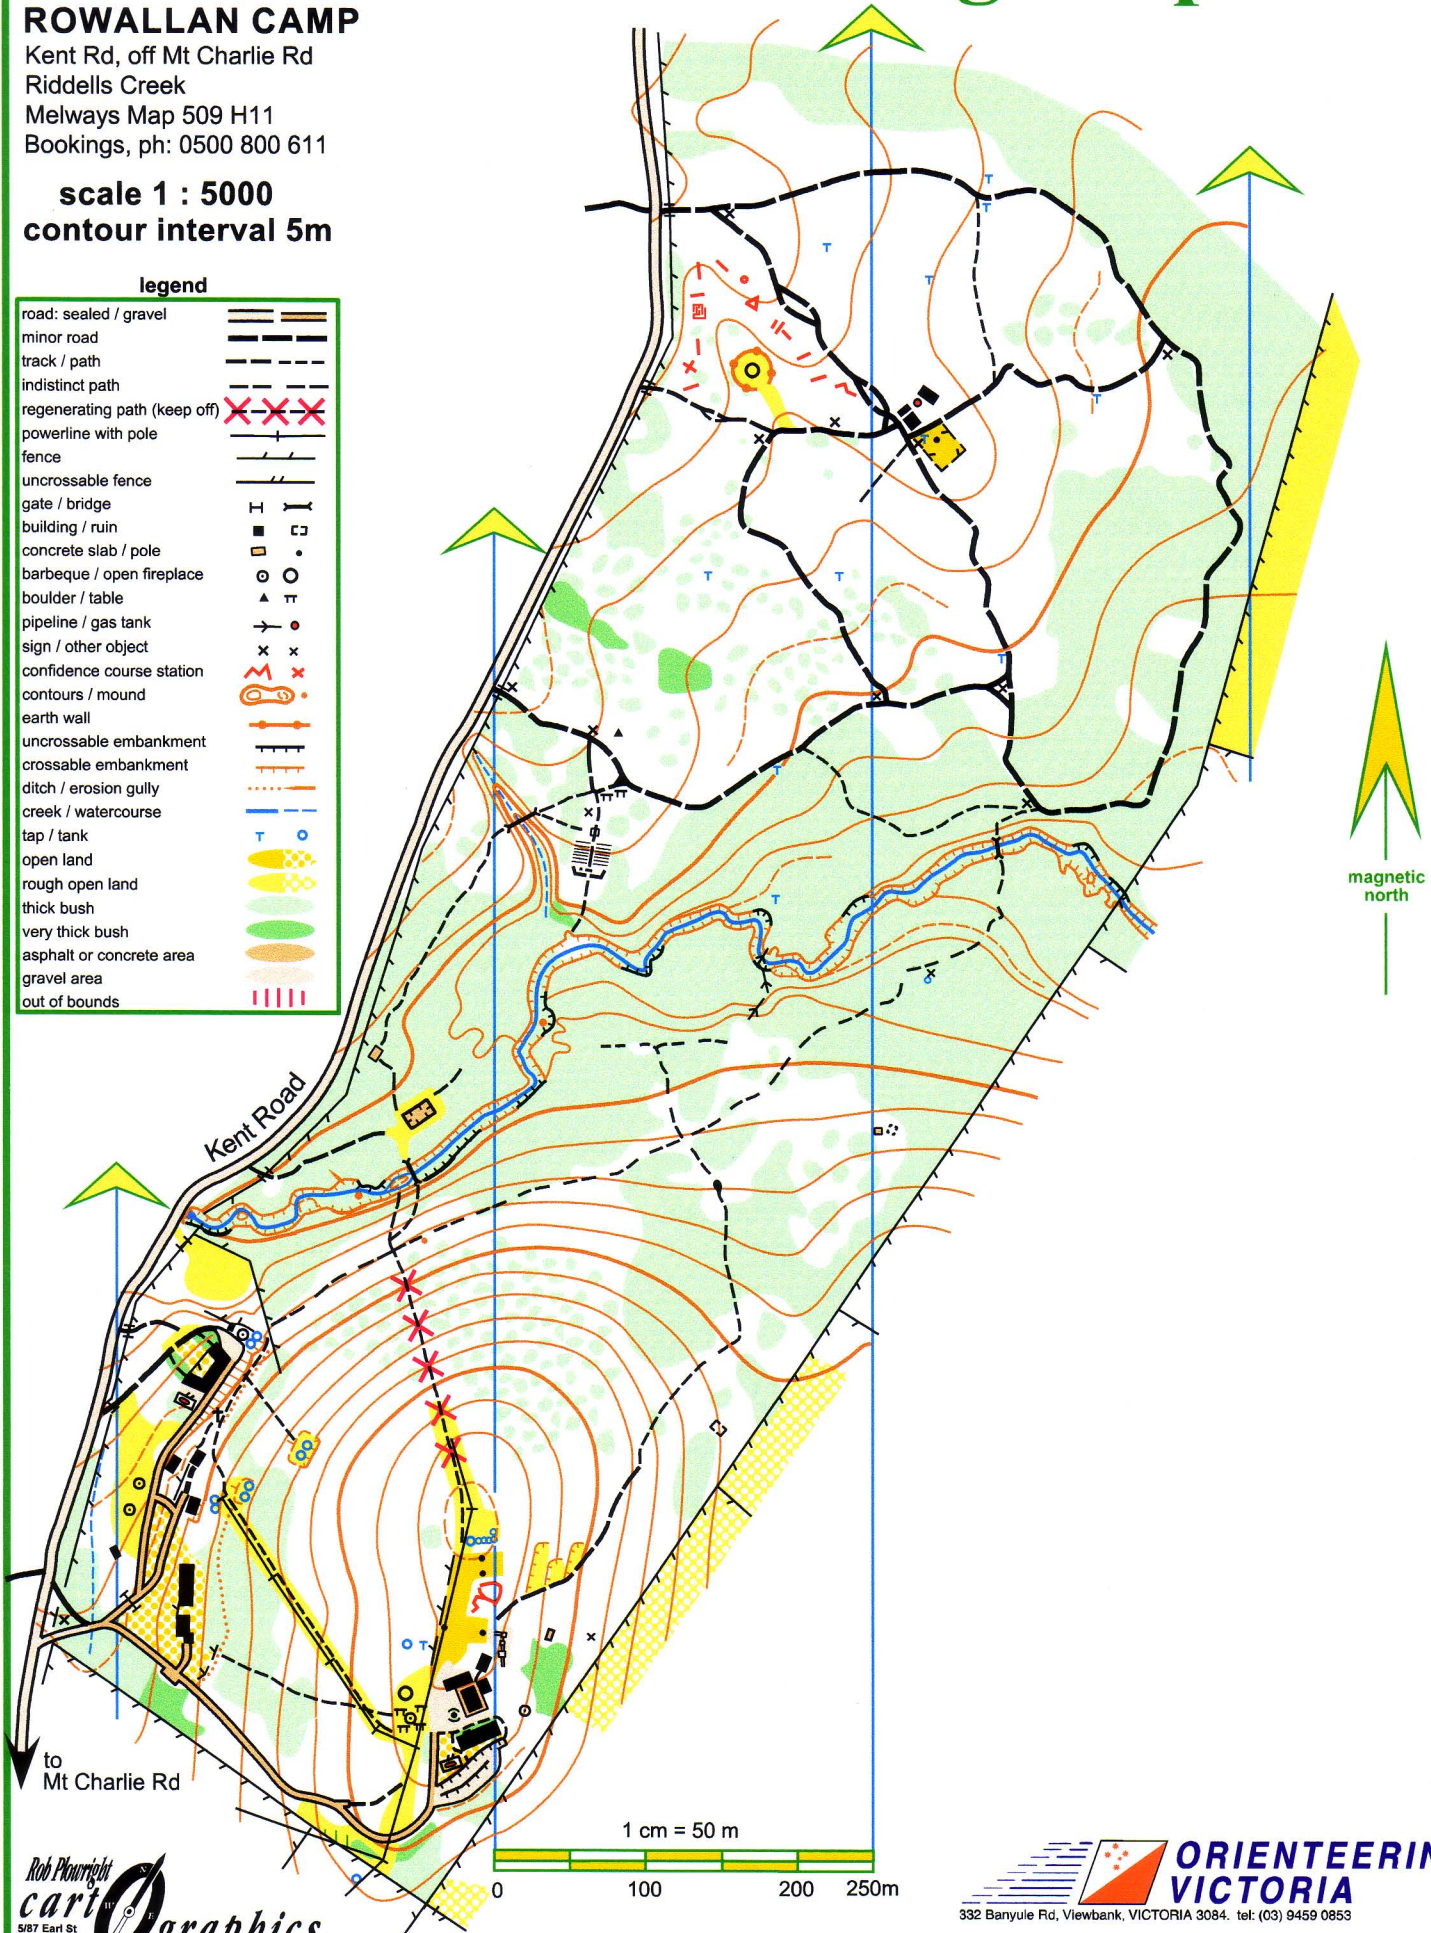 ROWALLAN CAMP
Kent Rd, off Mt Charlie Rd
Riddells Creek
Melways Map 509 H11
Bookings, ph: 0500 800 611
scale 1 : 5000
contour interval 5m
legend
road: sealed / gravel
minor road
track / path
indistinct path
regenerating path (keep off)
powerline with pole
fence
uncrossable fence
gate / bridge
building / ruin
concrete slab / pole
barbeque / open fireplace
boulder / table
pipeline / gas tank
sign / other object
confidence course station
contours / mound
earth wall
uncrossable embankment
crossable embankment
ditch / erosion gully
creek / watercourse
tap / tank
open land
rough open land
thick bush
very thick bush
asphalt or concrete area
gravel area
out of bounds
magnetic
north
Kent Road
to
Mt Charlie Rd
1 cm = 50 m
0 100 200 250m
Rob Plowright
cart graphics
5/87 Earl St
ORIENTEERIN
VICTORIA
332 Banyule Rd, Viewbank, VICTORIA 3084. tel: (03) 9459 0853